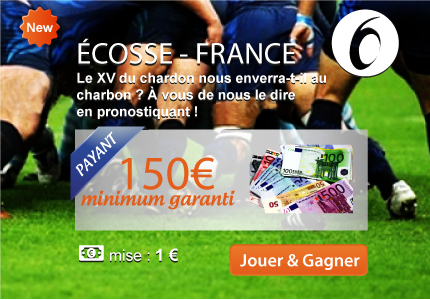 New
6
ÉCOSSE - FRANCE
Le XV du chardon nous enverra-t-il au
charbon ? À vous de nous le dire
en pronostiquant !
PAYANT
150€
minimum garanti
mise : 1 €
Jouer & Gagner